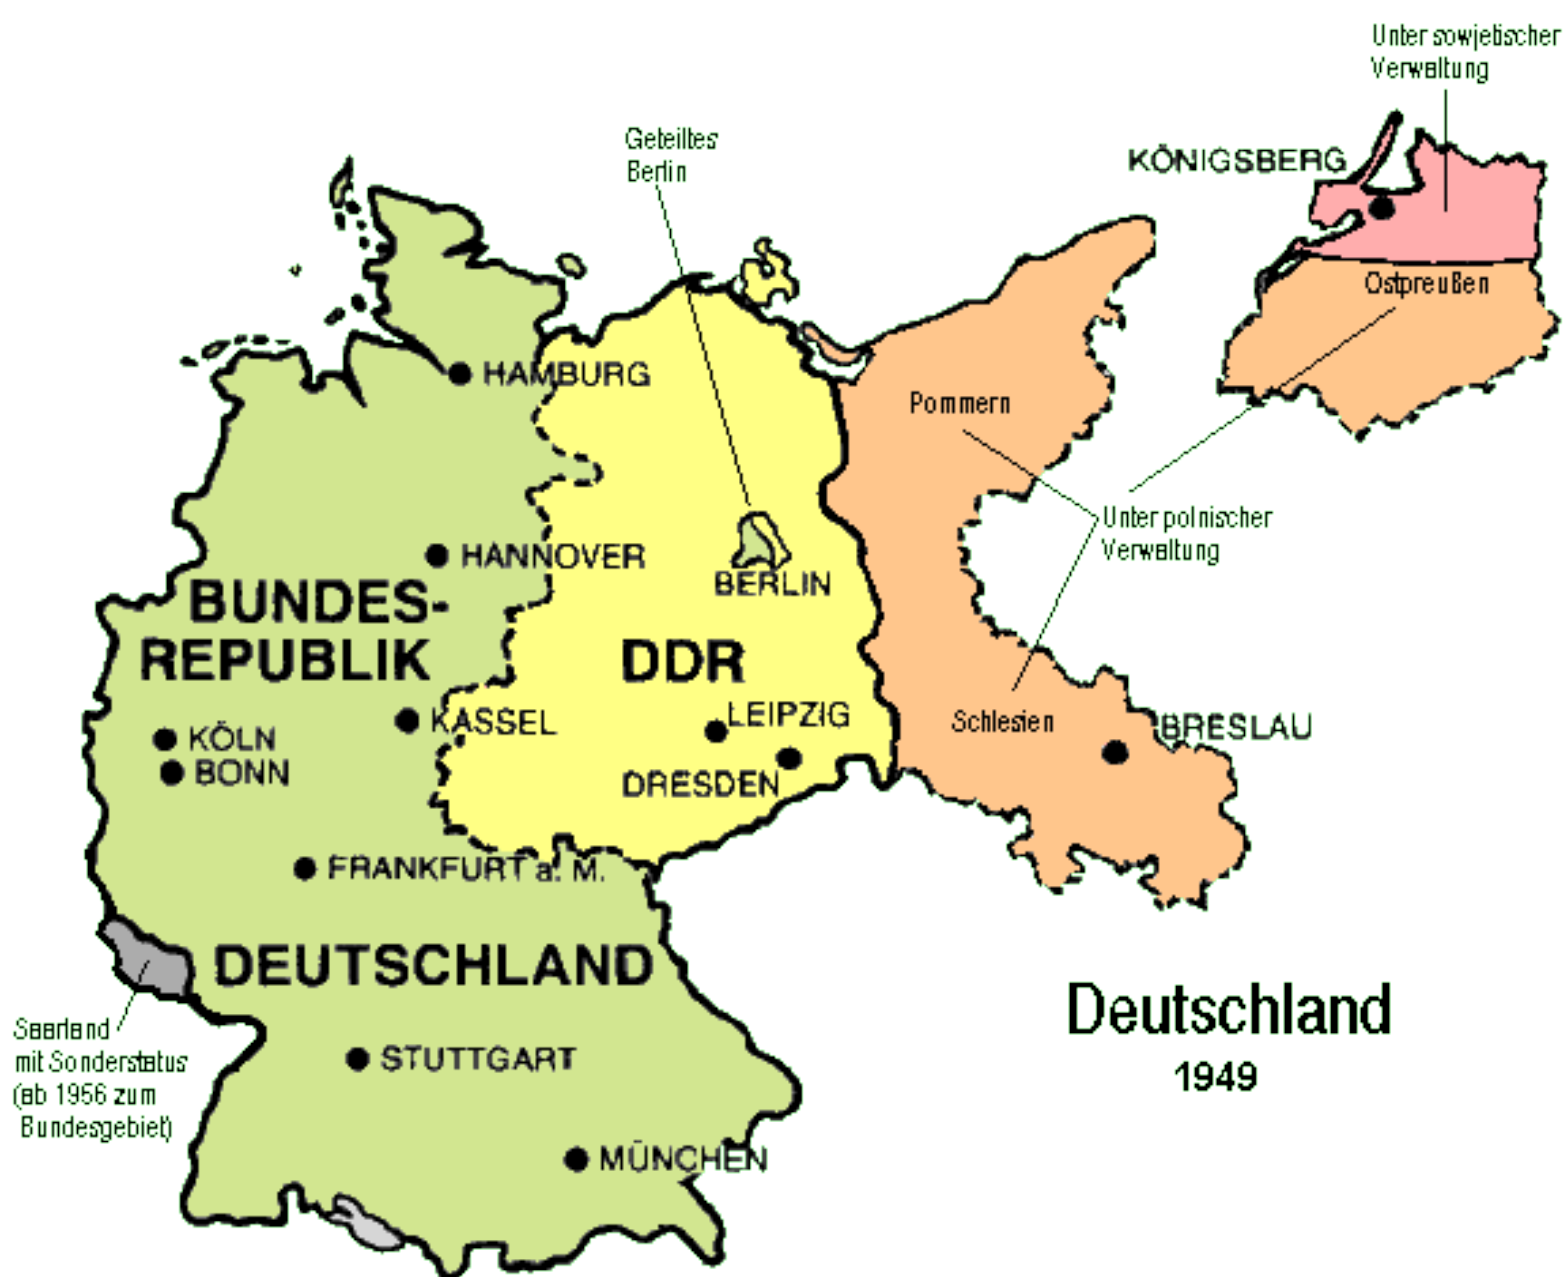 Unter sowjetischer
Verwaltung
KÖNIGSBERG
Geteiltes
Berlin
Ostpreußen
HAMBURG
Pommern
Unter polnischer
Verwaltung
HANNOVER
BERLIN
BUNDES-
REPUBLIK
DDR
KASSEL
LEIPZIG
Schlesien
BRESLAU
KÖLN
BONN
DRESDEN
FRANKFURT a. M.
DEUTSCHLAND
Deutschland
1949
Saarland
mit Sonderstatus
(ab 1956 zum
Bundesgebiet)
STUTTGART
MÜNCHEN